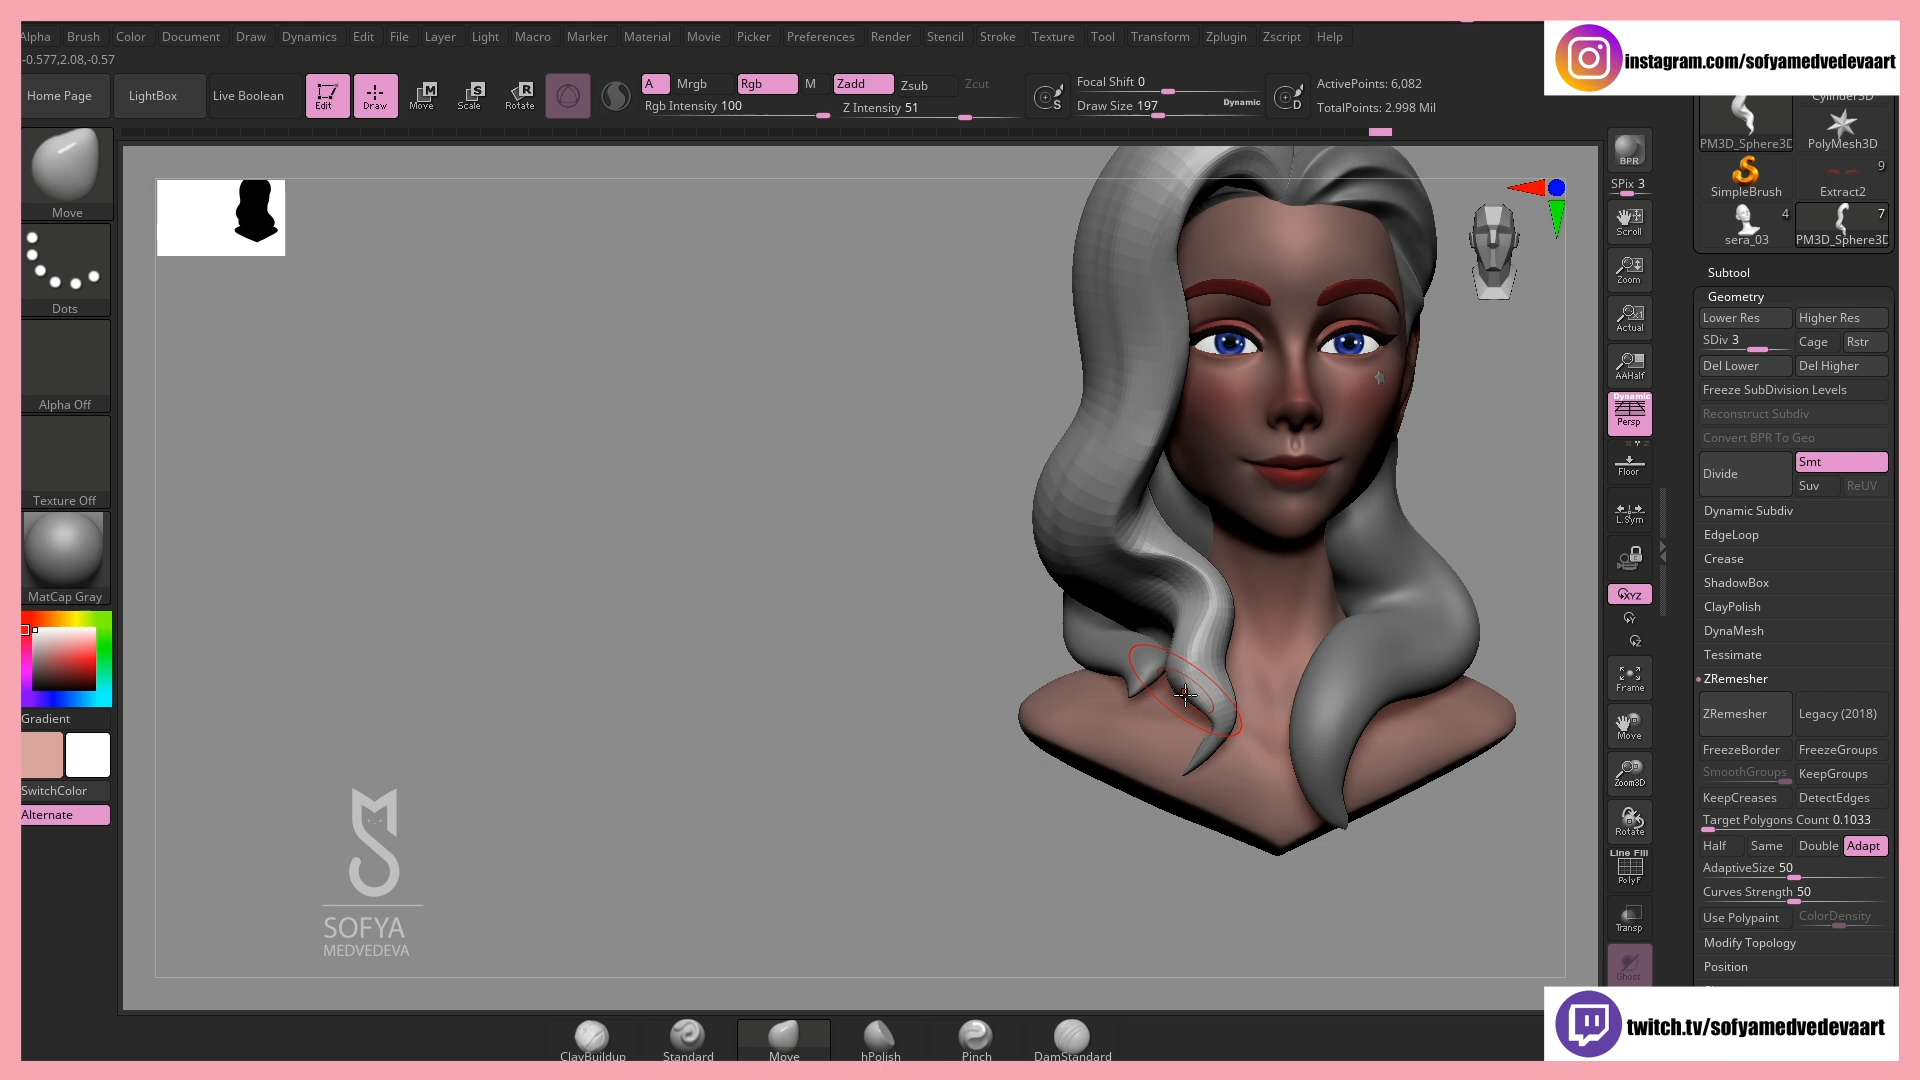 Alpha Brush Color Document Draw Dynamics Edit File Layer Light Macro Marker Material Movie Picker Preferences Render Stencil Stroke Texture Tool Transform Zplugin Zscript Help
-0.577,2.08,-0.57
instagram.com/sofyamedvedevaart
Home Page LightBox Live Boolean Edit Draw Move Scale Rotate
A Mrgb Rgb M Zadd Zsub Zcut
Rgb Intensity 100 Z Intensity 51
S Focal Shift 0
Draw Size 197 Dynamic D
ActivePoints: 6,082
TotalPoints: 2.998 Mil
Move
Dots
Alpha Off
Texture Off
MatCap Gray
Gradient
SwitchColor
Alternate
SOFYA
MEDVEDEVA
BPR
SPix 3
Scroll
Zoom
Actual
AAHalf
Dynamic
Persp
Floor
L.Sym
XYZ
Y
Z
Frame
Move
Zoom3D
Rotate
Line Fill
PolyF
Transp
Ghost
Cylinder3D
PM3D_Sphere3D PolyMesh3D
9
SimpleBrush Extract2
4 7
sera_03 PM3D_Sphere3D
Subtool
Geometry
Lower Res Higher Res
SDiv 3 Cage Rstr
Del Lower Del Higher
Freeze SubDivision Levels
Reconstruct Subdiv
Convert BPR To Geo
Divide Smt
Suv ReUV
Dynamic Subdiv
EdgeLoop
Crease
ShadowBox
ClayPolish
DynaMesh
Tessimate
ZRemesher
ZRemesher Legacy (2018)
FreezeBorder FreezeGroups
SmoothGroups KeepGroups
KeepCreases DetectEdges
Target Polygons Count 0.1033
Half Same Double Adapt
AdaptiveSize 50
Curves Strength 50
Use Polypaint ColorDensity
Modify Topology
Position
twitch.tv/sofyamedvedevaart
ClayBuildup Standard Move hPolish Pinch DamStandard